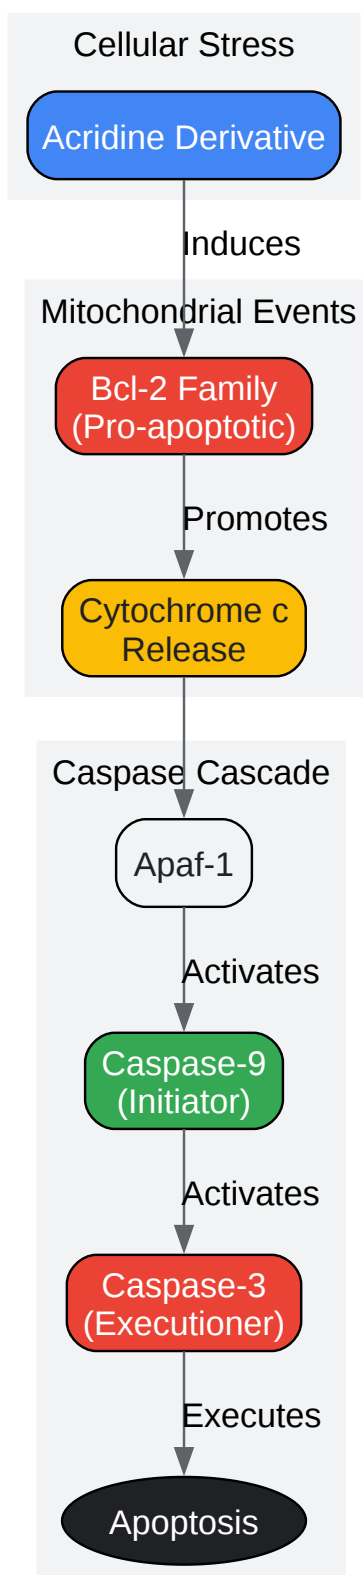 Cellular Stress
Acridine Derivative
Induces
Mitochondrial Events
Bcl-2 Family
(Pro-apoptotic)
Promotes
Cytochrome c
Release
Caspase Cascade
Apaf-1
Activates
Caspase-9
(Initiator)
Activates
Caspase-3
(Executioner)
Executes
Apoptosis